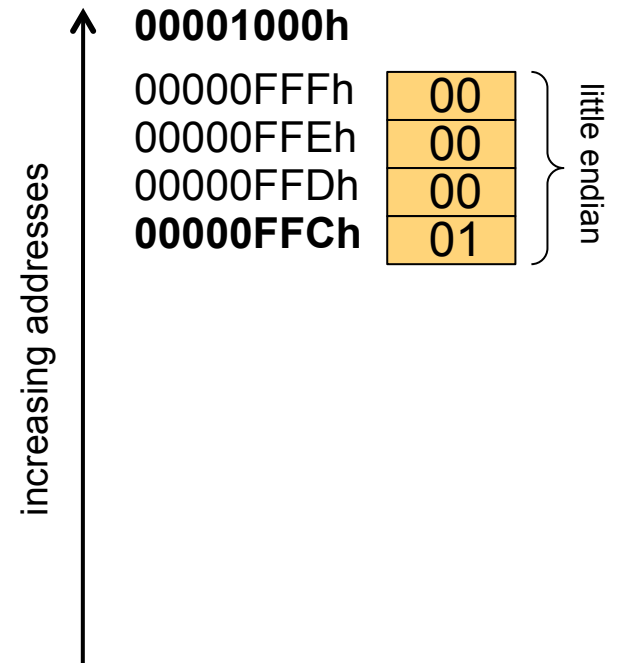 00001000h
00000FFFh 00
00000FFEh 00
00000FFDh 00
00000FFCh 01
little endian
increasing addresses